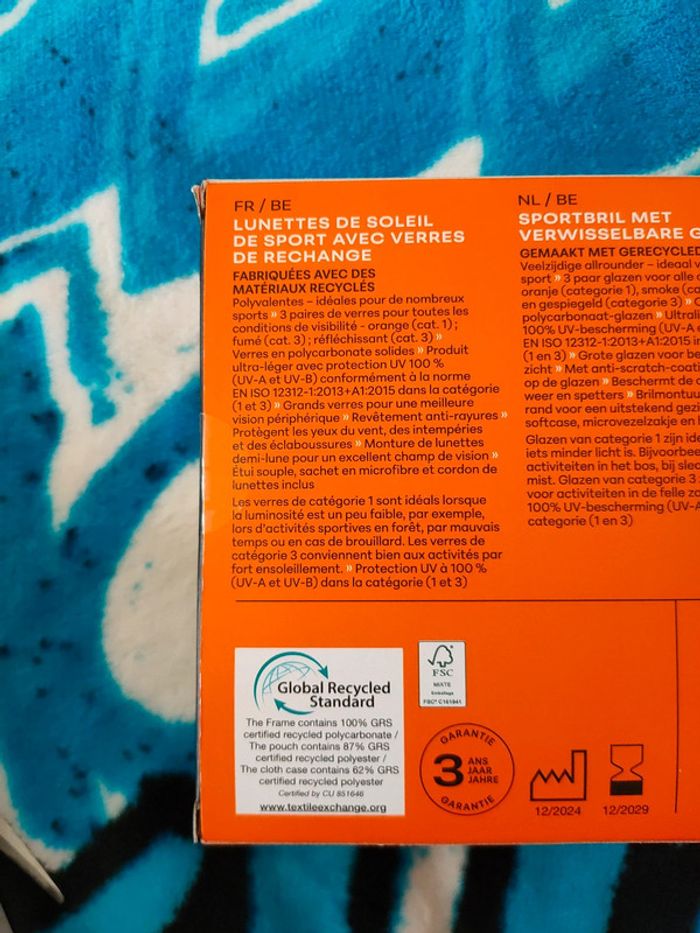 FR / BE
LUNETTES DE SOLEIL
DE SPORT AVEC VERRES
DE RECHANGE
FABRIQUÉES AVEC DES
MATÉRIAUX RECYCLÉS
Polyvalentes – idéales pour de nombreux
sports » 3 paires de verres pour toutes les
conditions de visibilité - orange (cat. 1) ;
fumé (cat. 3) ; réfléchissant (cat. 3) »
Verres en polycarbonate solides » Produit
ultra-léger avec protection UV 100 %
(UV-A et UV-B) conformément à la norme
EN ISO 12312-1:2013+A1:2015 dans la catégorie
(1 et 3) » Grands verres pour une meilleure
vision périphérique » Revêtement anti-rayures »
Protègent les yeux du vent, des intempéries
et des éclaboussures » Monture de lunettes
demi-lune pour un excellent champ de vision »
Étui souple, sachet en microfibre et cordon de
lunettes inclus
Les verres de catégorie 1 sont idéals lorsque
la luminosité est un peu faible, par exemple,
lors d'activités sportives en forêt, par mauvais
temps ou en cas de brouillard. Les verres de
catégorie 3 conviennent bien aux activités par
fort ensoleillement. » Protection UV à 100 %
(UV-A et UV-B) dans la catégorie (1 et 3)
NL / BE
SPORTBRIL MET
VERWISSELBARE G
GEMAAKT MET GERECYCLED
Veelzijdige allrounder – ideaal v
sport » 3 paar glazen voor alle
oranje (categorie 1), smoke (ca
en gespiegeld (categorie 3) »
polycarbonaat-glazen » Ultrali
100% UV-bescherming (UV-A
EN ISO 12312-1:2013+A1:2015 in
(1 en 3) » Grote glazen voor be
zicht » Met anti-scratch-coati
op de glazen » Beschermt de
weer en spetters » Brilmontuu
rand voor een uitstekend gez
softcase, microvezelzakje en
Glazen van categorie 1 zijn ide
iets minder licht is. Bijvoorbee
activiteiten in het bos, bij slec
mist. Glazen van categorie 3
voor activiteiten in de felle zo
100% UV-bescherming (UV-A
categorie (1 en 3)
Global Recycled
Standard
The Frame contains 100% GRS
certified recycled polycarbonate /
The pouch contains 87% GRS
certified recycled polyester /
The cloth case contains 62% GRS
certified recycled polyester
Certified by CU 851646
www.textileexchange.org
FSC
MIXTE
Emballage
FSC® C161941
GARANTIE
3 ANS
JAAR
JAHRE
GARANTIE
12/2024
12/2029